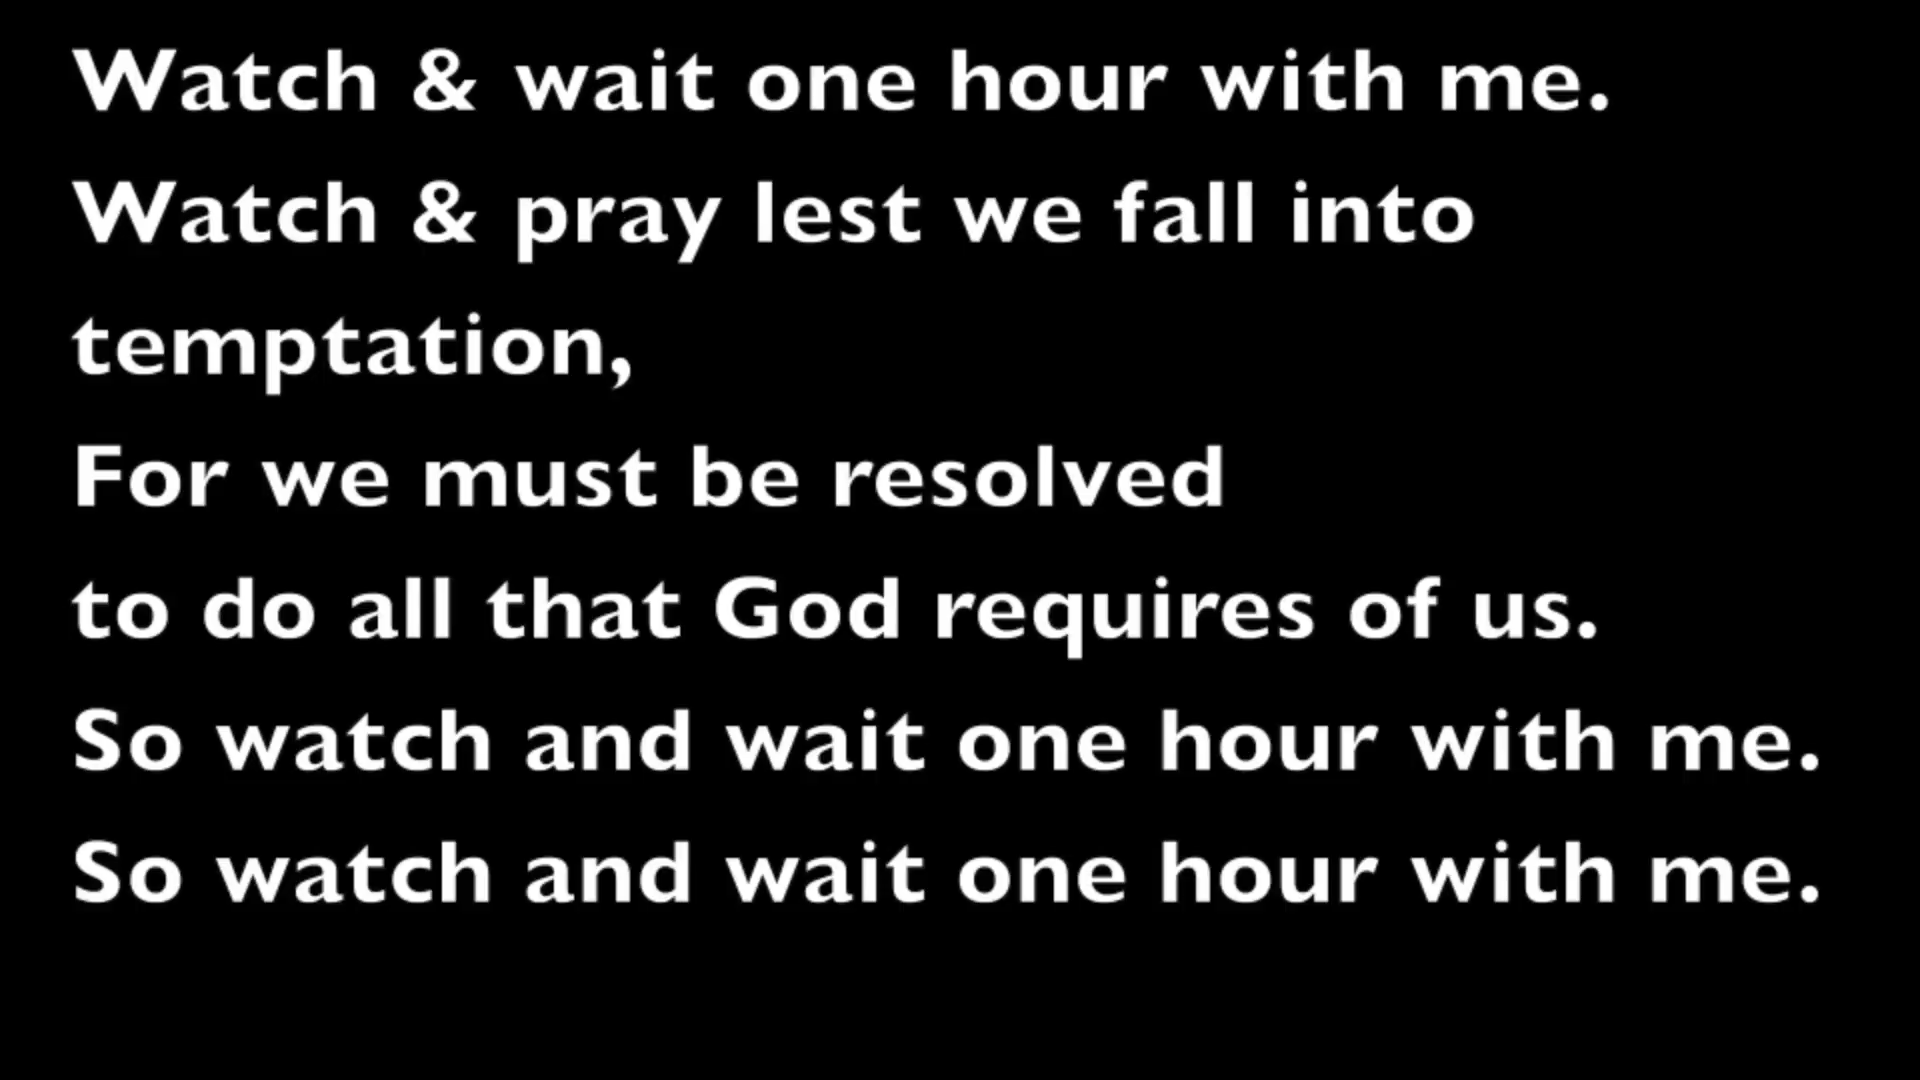 Watch & wait one hour with me.
Watch & pray lest we fall into
temptation,
For we must be resolved
to do all that God requires of us.
So watch and wait one hour with me.
So watch and wait one hour with me.